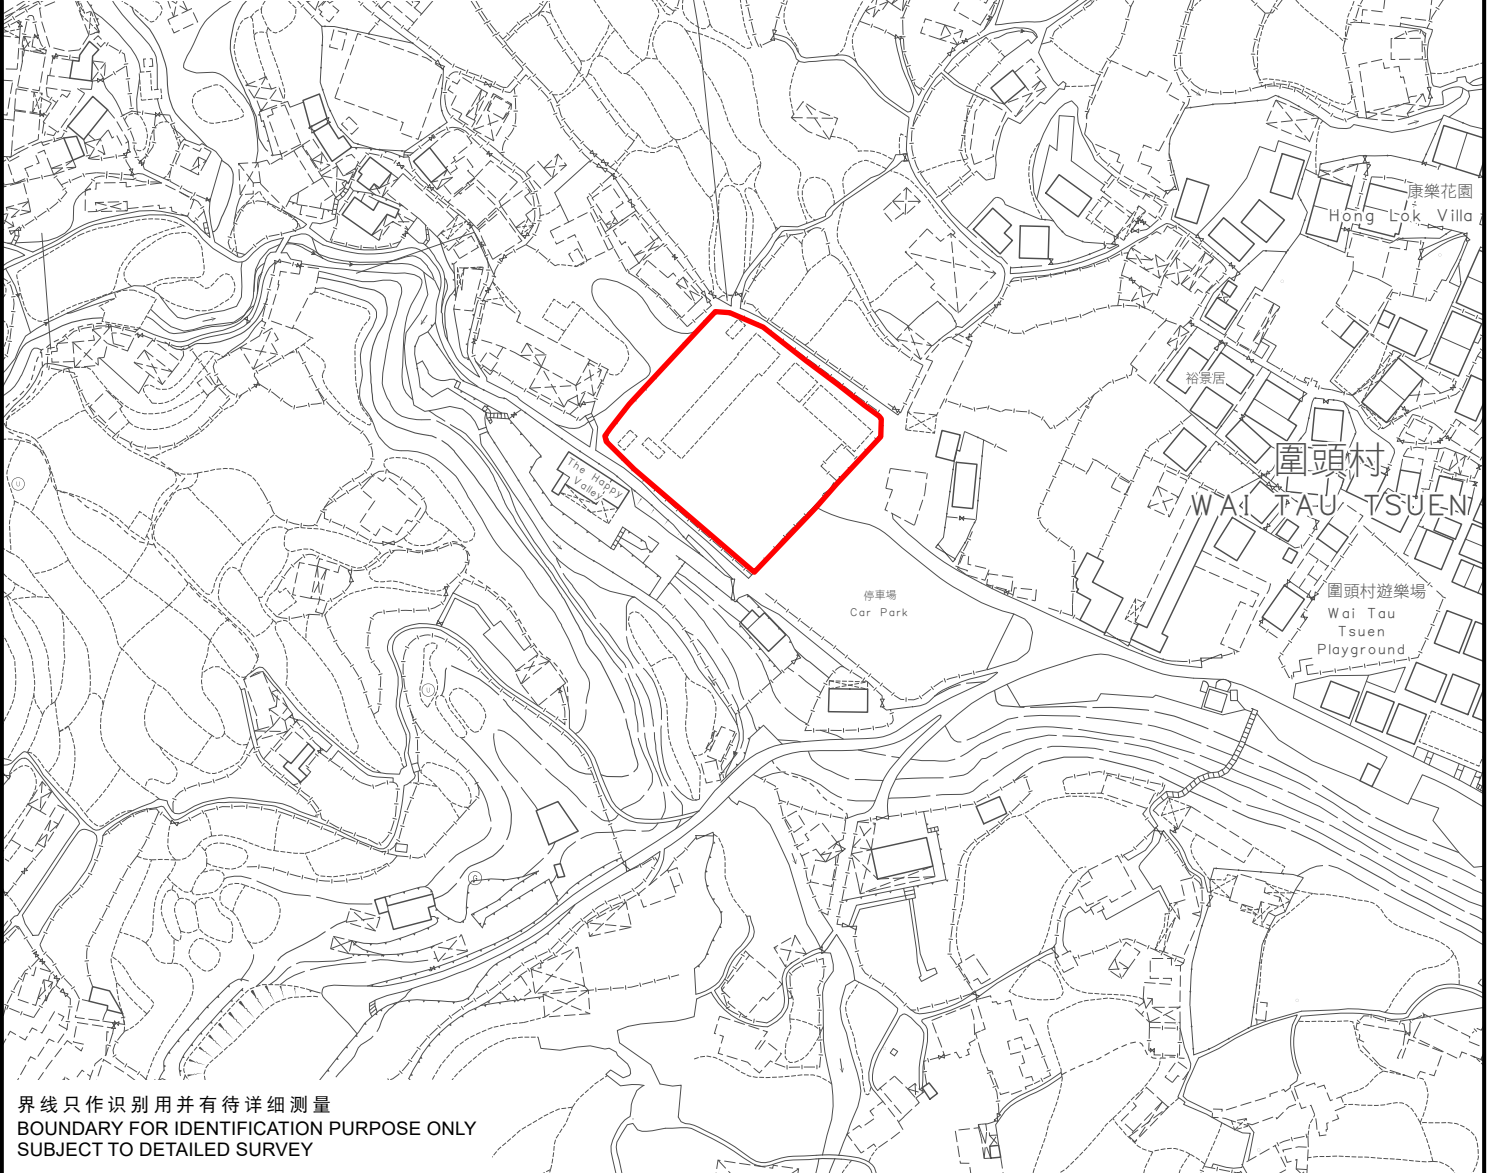 康樂花園
Hong Lok Villa
裕景居
圍頭村
WAI TAU TSUEN
The Happy
Valley
停車場
Car Park
圍頭村遊樂場
Wai Tau
Tsuen
Playground
U
U
界线只作识别用并有待详细测量
BOUNDARY FOR IDENTIFICATION PURPOSE ONLY
SUBJECT TO DETAILED SURVEY